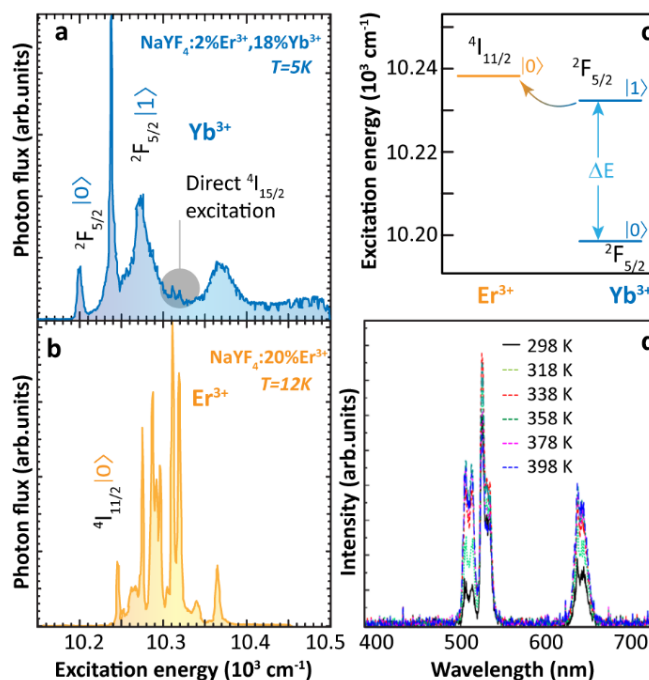 a
NaYF₄:2%Er³⁺,18%Yb³⁺
T=5K
Yb³⁺
²F₅/₂ |0⟩
²F₅/₂ |1⟩
Direct ⁴I₁₅/₂
excitation
Photon flux (arb.units)
b
NaYF₄:20%Er³⁺
T=12K
Er³⁺
⁴I₁₁/₂ |0⟩
Photon flux (arb.units)
10.2 10.3 10.4 10.5
Excitation energy (10³ cm⁻¹)
⁴I₁₁/₂ |0⟩
²F₅/₂
|1⟩
ΔE
|0⟩
²F₅/₂
10.24
10.22
10.20
Excitation energy (10³ cm⁻¹)
Er³⁺ Yb³⁺
298 K
318 K
338 K
358 K
378 K
398 K
Intensity (arb.units)
400 500 600 700
Wavelength (nm)